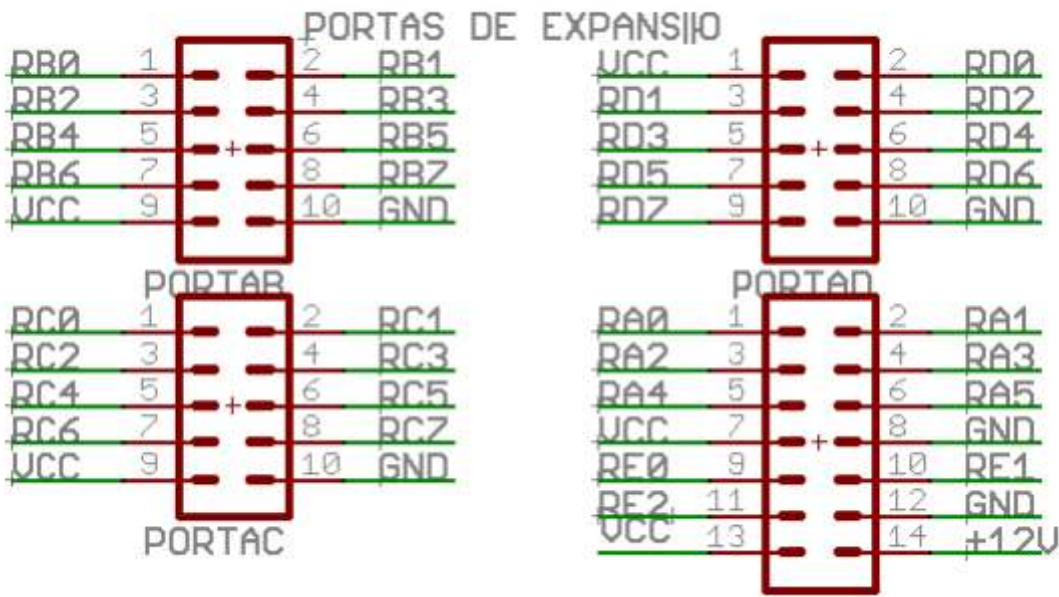 PORTAS DE EXPANS||O
RB0 1 2 RB1
RB2 3 4 RB3
RB4 5 6 RB5
RB6 7 8 RB7
VCC 9 10 GND
PORTAB
VCC 1 2 RD0
RD1 3 4 RD2
RD3 5 6 RD4
RD5 7 8 RD6
RD7 9 10 GND
PORTAD
RC0 1 2 RC1
RC2 3 4 RC3
RC4 5 6 RC5
RC6 7 8 RC7
VCC 9 10 GND
PORTAC
RA0 1 2 RA1
RA2 3 4 RA3
RA4 5 6 RA5
VCC 7 8 GND
RE0 9 10 RE1
RE2 11 12 GND
VCC 13 14 +12V